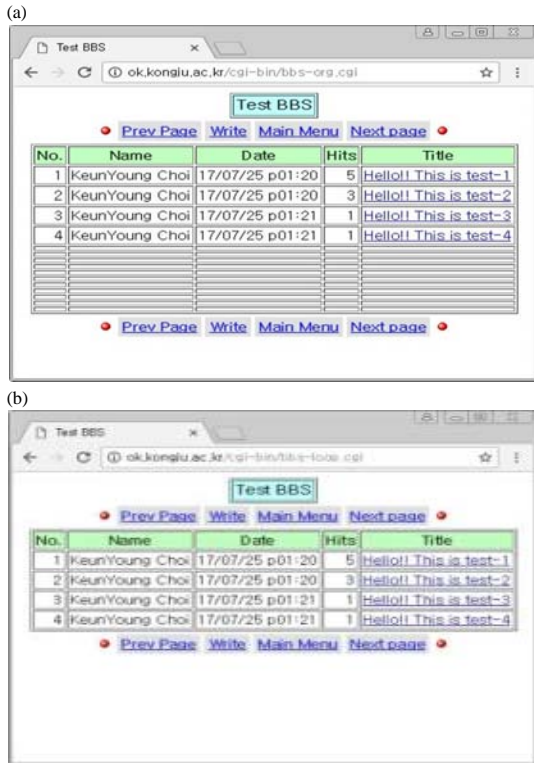 (a)
Test BBS
ok.kongju.ac.kr/cgi-bin/bbs-org.cgi
Test BBS
Prev Page Write Main Menu Next page
No. Name Date Hits Title
1 KeunYoung Choi 17/07/25 p01:20 5 Hello!! This is test-1
2 KeunYoung Choi 17/07/25 p01:20 3 Hello!! This is test-2
3 KeunYoung Choi 17/07/25 p01:21 1 Hello!! This is test-3
4 KeunYoung Choi 17/07/25 p01:21 1 Hello!! This is test-4
Prev Page Write Main Menu Next page
(b)
Test BBS
ok.kongju.ac.kr/cgi-bin/bbs-loop.cgi
Test BBS
Prev Page Write Main Menu Next page
No. Name Date Hits Title
1 KeunYoung Choi 17/07/25 p01:20 5 Hello!! This is test-1
2 KeunYoung Choi 17/07/25 p01:20 3 Hello!! This is test-2
3 KeunYoung Choi 17/07/25 p01:21 1 Hello!! This is test-3
4 KeunYoung Choi 17/07/25 p01:21 1 Hello!! This is test-4
Prev Page Write Main Menu Next page